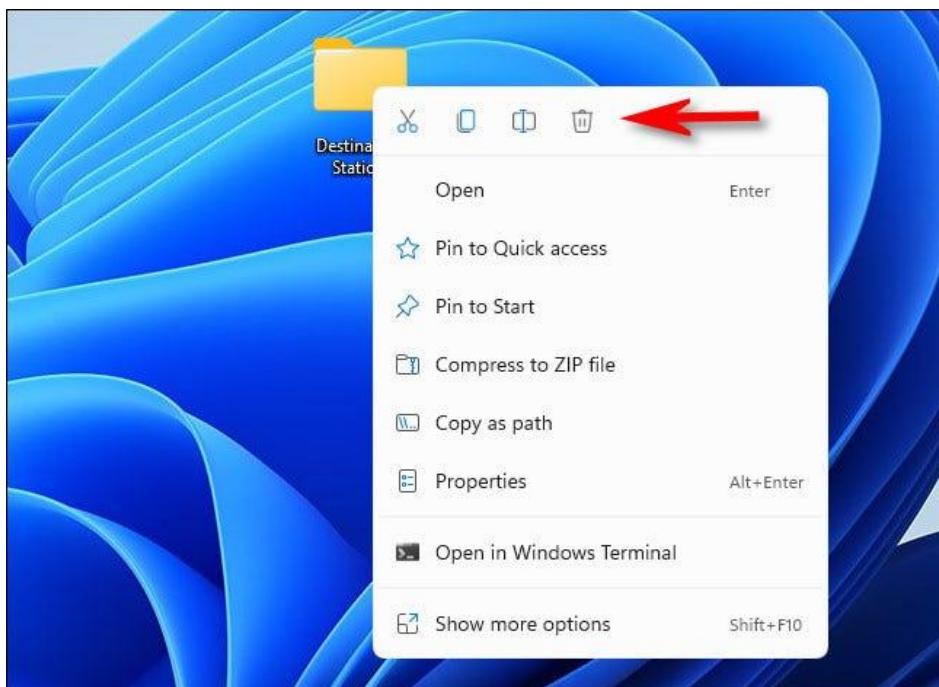 Destina
Static
Open Enter
Pin to Quick access
Pin to Start
Compress to ZIP file
Copy as path
Properties Alt+Enter
Open in Windows Terminal
Show more options Shift+F10